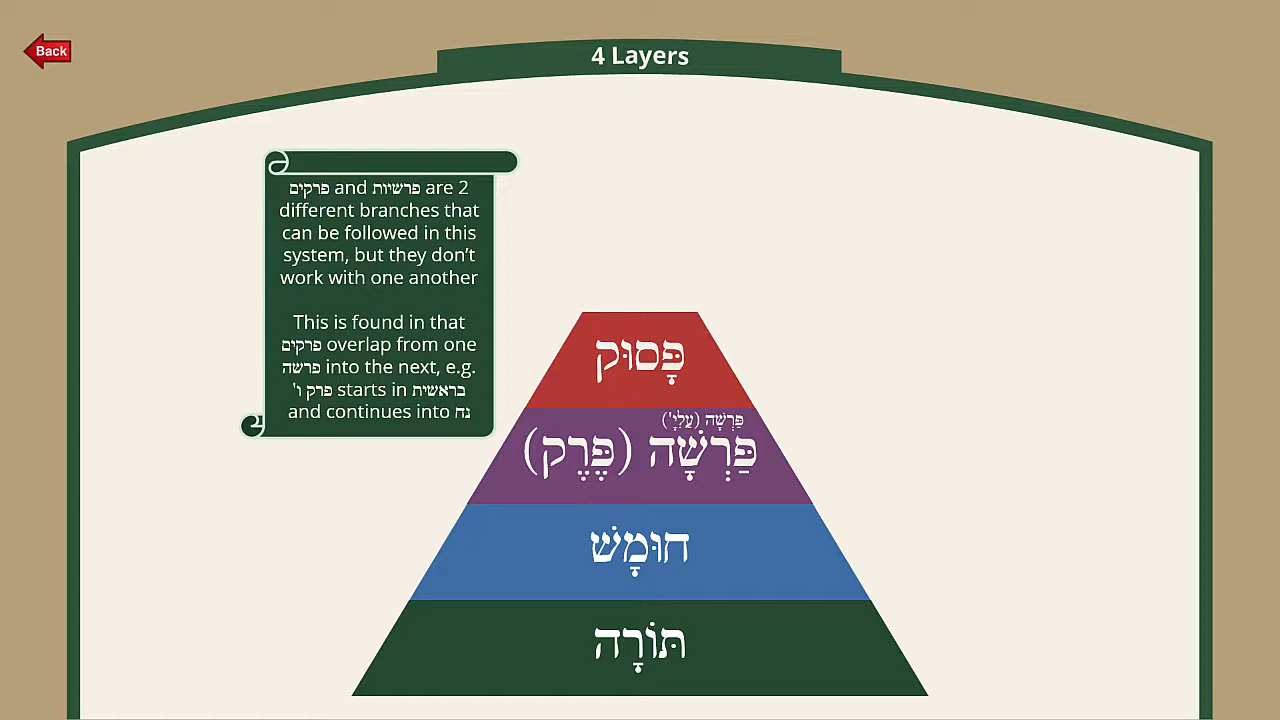 Back
4 Layers
פרקים and פרשיות are 2
different branches that
can be followed in this
system, but they don’t
work with one another
This is found in that
פרקים overlap from one
פרשה into the next, e.g.
פרק ו' starts in בראשית
and continues into נח
פָּסוּק
פַּרְשָׁה (עֲלִי')
פַּרְשָׁה (פֶּרֶק)
חוּמָשׁ
תּוֹרָה